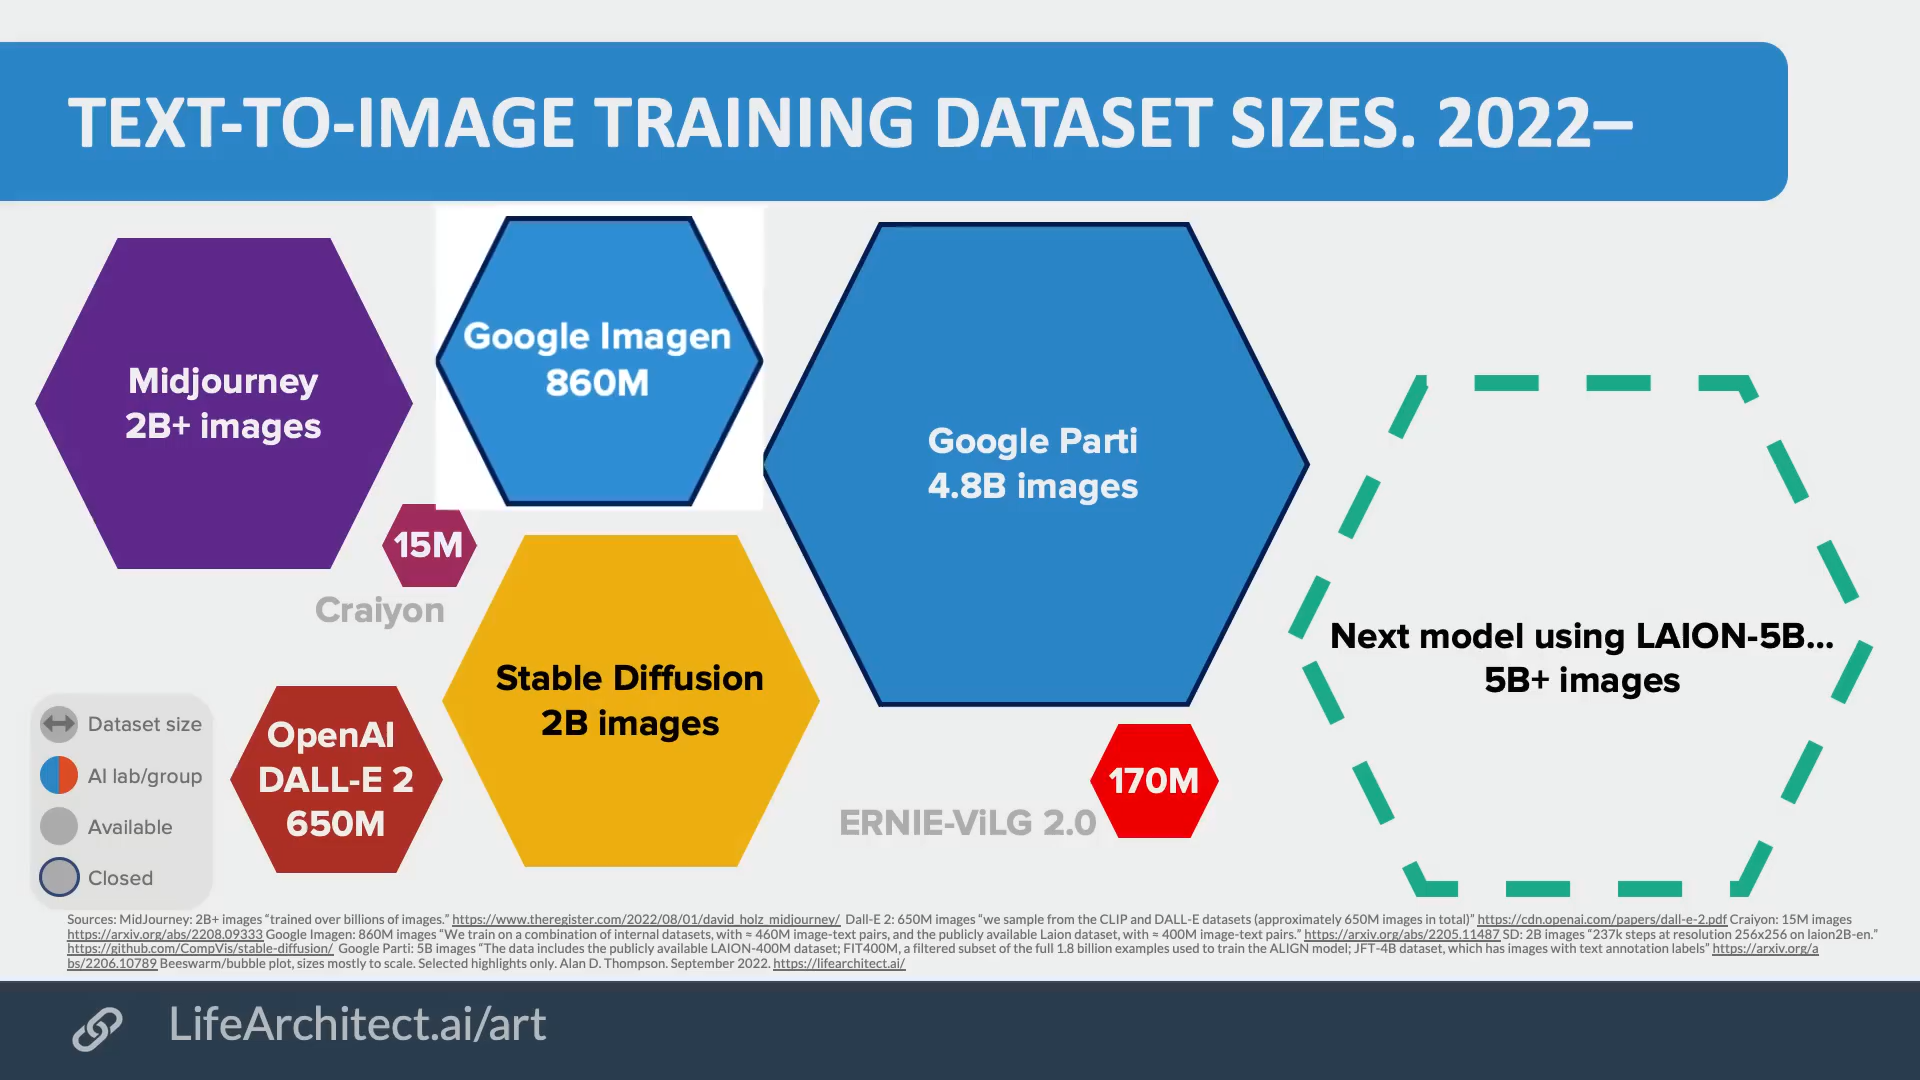 TEXT-TO-IMAGE TRAINING DATASET SIZES. 2022–
Midjourney
2B+ images
Google Imagen
860M
Google Parti
4.8B images
15M
Craiyon
Next model using LAION-5B...
5B+ images
Stable Diffusion
2B images
OpenAI
DALL-E 2
650M
170M
ERNIE-ViLG 2.0
Dataset size
AI lab/group
Available
Closed
Sources: MidJourney: 2B+ images “trained over billions of images.” https://www.theregister.com/2022/08/01/david_holz_midjourney/ Dall-E 2: 650M images “we sample from the CLIP and DALL-E datasets (approximately 650M images in total)” https://cdn.openai.com/papers/dall-e-2.pdf Craiyon: 15M images
https://arxiv.org/abs/2208.09333 Google Imagen: 860M images “We train on a combination of internal datasets, with ≈ 460M image-text pairs, and the publicly available Laion dataset, with ≈ 400M image-text pairs.” https://arxiv.org/abs/2205.11487 SD: 2B images “237k steps at resolution 256x256 on laion2B-en.”
https://github.com/CompVis/stable-diffusion/ Google Parti: 5B images “The data includes the publicly available LAION-400M dataset; FIT400M, a filtered subset of the full 1.8 billion examples used to train the ALIGN model; JFT-4B dataset, which has images with text annotation labels” https://arxiv.org/a
bs/2206.10789 Beeswarm/bubble plot, sizes mostly to scale. Selected highlights only. Alan D. Thompson. September 2022. https://lifearchitect.ai/
LifeArchitect.ai/art